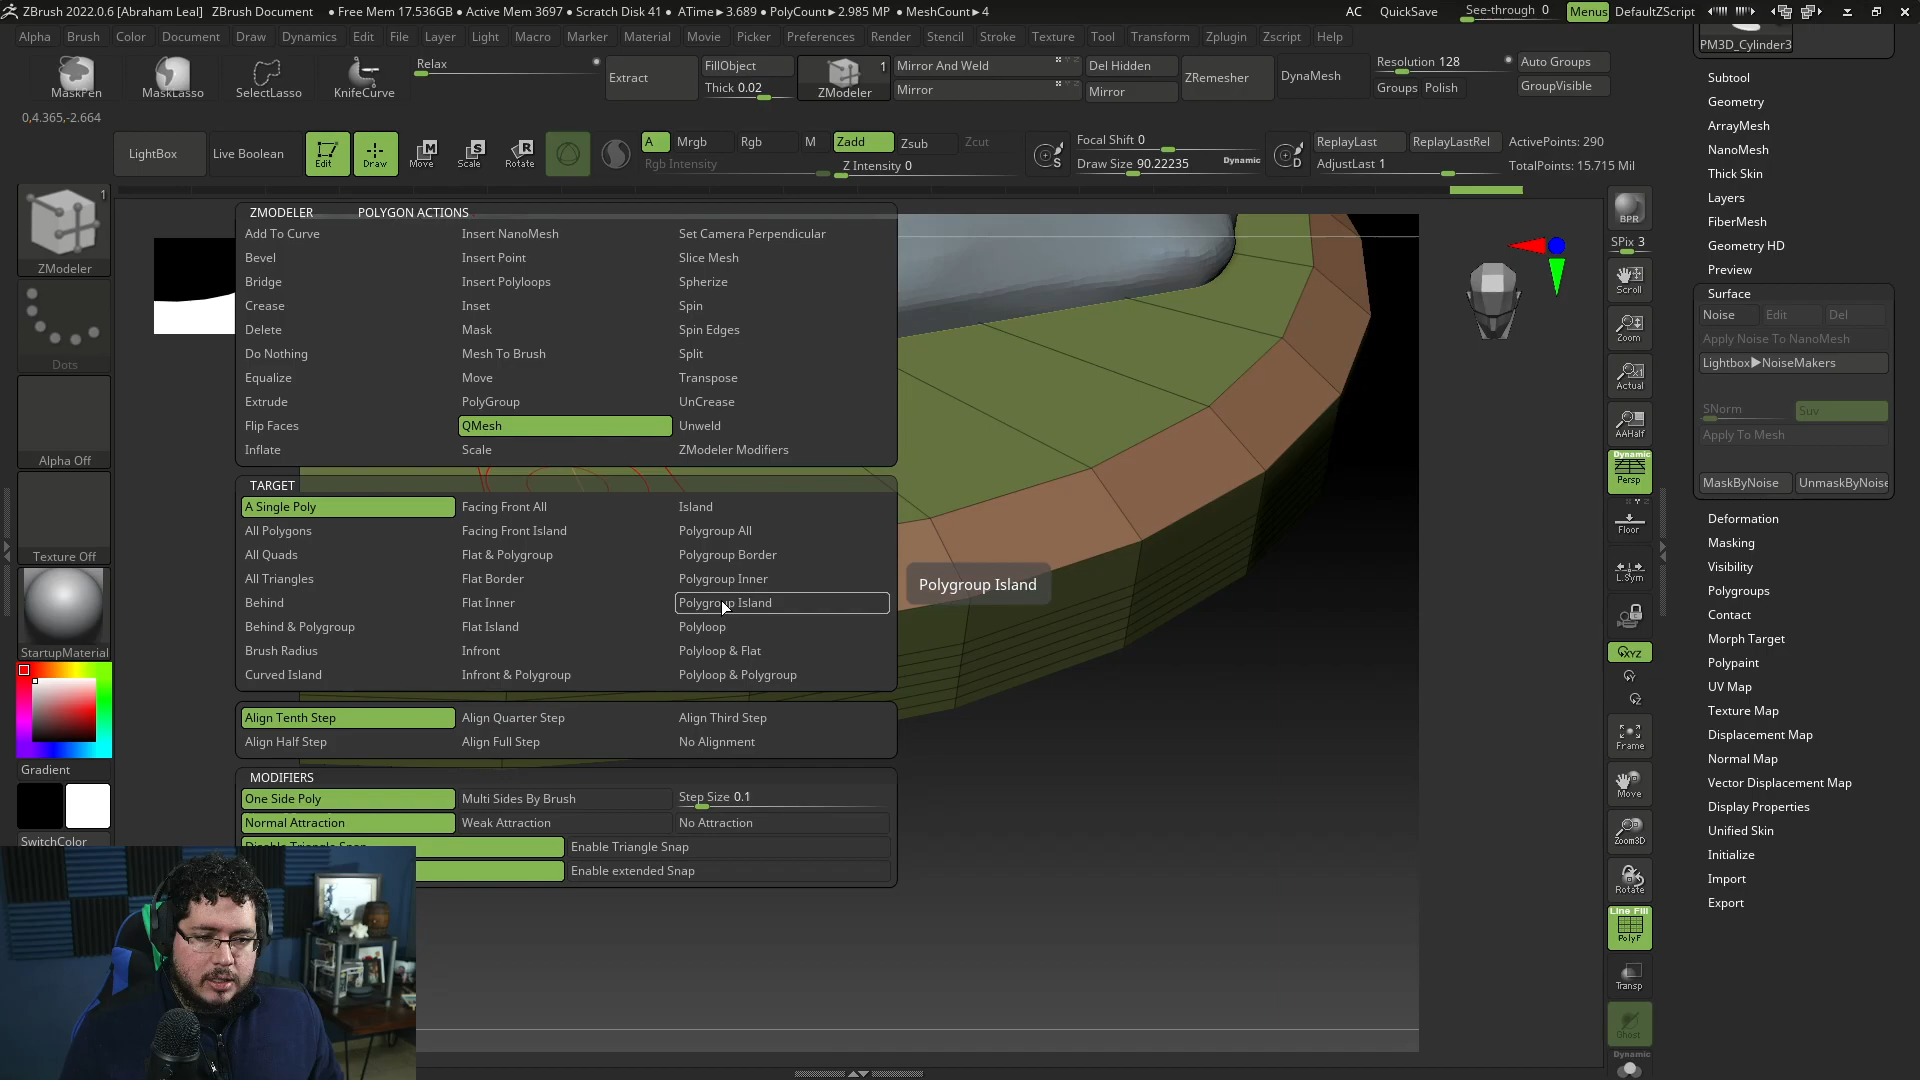 ZBrush 2022.0.6 [Abraham Leal] ZBrush Document • Free Mem 17.536GB • Active Mem 3697 • Scratch Disk 41 • ATime►3.689 • PolyCount►2.985 MP • MeshCount►4 AC QuickSave See-through 0 Menus DefaultZScript
Alpha Brush Color Document Draw Dynamics Edit File Layer Light Macro Marker Material Movie Picker Preferences Render Stencil Stroke Texture Tool Transform Zplugin Zscript Help
PM3D_Cylinder3
MaskPen MaskLasso SelectLasso KnifeCurve Relax Extract FillObject Thick 0.02 ZModeler 1 Mirror And Weld Mirror Del Hidden Mirror ZRemesher DynaMesh Resolution 128 Groups Polish Auto Groups GroupVisible
0,4.365,-2.664
LightBox Live Boolean Edit Draw Move Scale Rotate A Mrgb Rgb M Zadd Zsub Zcut Focal Shift 0 ReplayLast ReplayLastRel ActivePoints: 290
Rgb Intensity Z Intensity 0 Draw Size 90.22235 Dynamic AdjustLast 1 TotalPoints: 15.715 Mil
S D
1
ZModeler
Dots
Alpha Off
Texture Off
StartupMaterial
Gradient
SwitchColor
ZMODELER POLYGON ACTIONS
Add To Curve Insert NanoMesh Set Camera Perpendicular
Bevel Insert Point Slice Mesh
Bridge Insert Polyloops Spherize
Crease Inset Spin
Delete Mask Spin Edges
Do Nothing Mesh To Brush Split
Equalize Move Transpose
Extrude PolyGroup UnCrease
Flip Faces QMesh Unweld
Inflate Scale ZModeler Modifiers
TARGET
A Single Poly Facing Front All Island
All Polygons Facing Front Island Polygroup All
All Quads Flat & Polygroup Polygroup Border
All Triangles Flat Border Polygroup Inner
Behind Flat Inner Polygroup Island
Behind & Polygroup Flat Island Polyloop
Brush Radius Infront Polyloop & Flat
Curved Island Infront & Polygroup Polyloop & Polygroup
Polygroup Island
Align Tenth Step Align Quarter Step Align Third Step
Align Half Step Align Full Step No Alignment
MODIFIERS
One Side Poly Multi Sides By Brush Step Size 0.1
Normal Attraction Weak Attraction No Attraction
Enable Triangle Snap
Enable extended Snap
BPR
SPix 3
Scroll
Zoom
Actual
AAHalf
Dynamic
Persp
Floor
L.Sym
XYZ
Frame
Move
Zoom3D
Rotate
Line Fill
PolyF
Transp
Ghost
Dynamic
Subtool
Geometry
ArrayMesh
NanoMesh
Thick Skin
Layers
FiberMesh
Geometry HD
Preview
Surface
Noise Edit Del
Apply Noise To NanoMesh
Lightbox►NoiseMakers
SNorm Suv
Apply To Mesh
MaskByNoise UnmaskByNoise
Deformation
Masking
Visibility
Polygroups
Contact
Morph Target
Polypaint
UV Map
Texture Map
Displacement Map
Normal Map
Vector Displacement Map
Display Properties
Unified Skin
Initialize
Import
Export